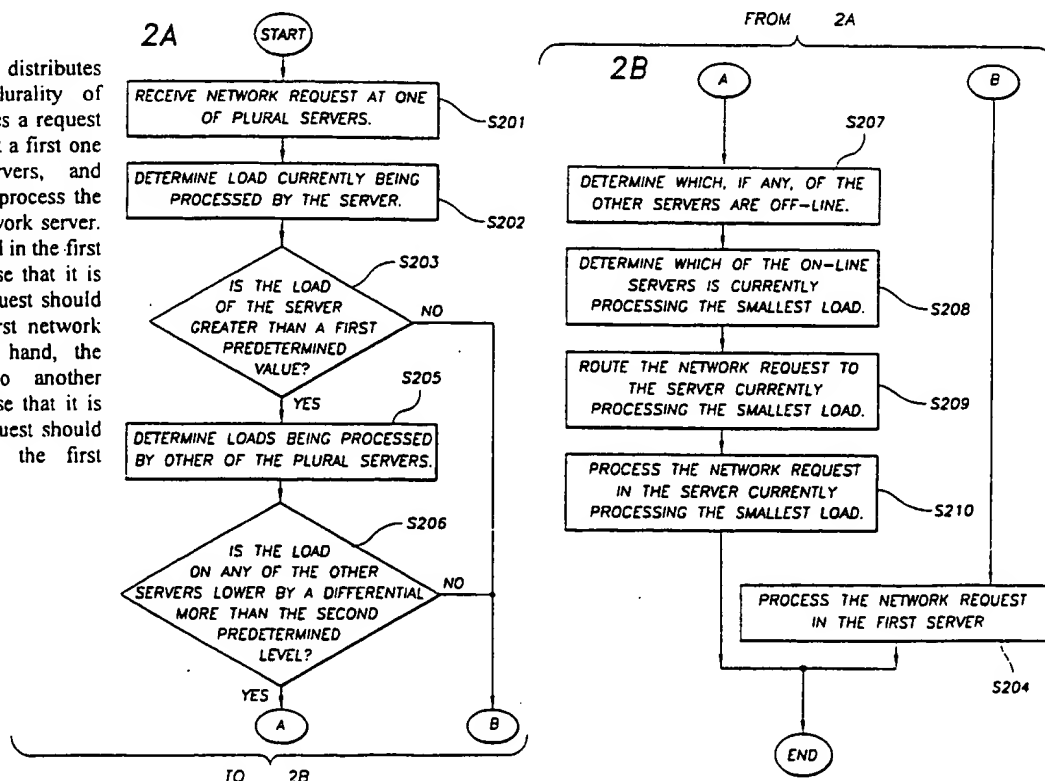 distributes
lurality of
es a request
a first one
rvers, and
process the
work server.
d in the first
se that it is
quest should
rst network
hand, the
o another
se that it is
quest should
the first
2A
START
RECEIVE NETWORK REQUEST AT ONE
OF PLURAL SERVERS.
S201
DETERMINE LOAD CURRENTLY BEING
PROCESSED BY THE SERVER.
S202
S203
IS THE LOAD
OF THE SERVER
GREATER THAN A FIRST
PREDETERMINED
VALUE?
NO
YES
S205
DETERMINE LOADS BEING PROCESSED
BY OTHER OF THE PLURAL SERVERS.
S206
IS THE LOAD
ON ANY OF THE OTHER
SERVERS LOWER BY A DIFFERENTIAL
MORE THAN THE SECOND
PREDETERMINED
LEVEL?
NO
YES
A
B
TO 2B
FROM 2A
2B
A
B
S207
DETERMINE WHICH, IF ANY, OF THE
OTHER SERVERS ARE OFF-LINE.
DETERMINE WHICH OF THE ON-LINE
SERVERS IS CURRENTLY
PROCESSING THE SMALLEST LOAD.
S208
ROUTE THE NETWORK REQUEST TO
THE SERVER CURRENTLY
PROCESSING THE SMALLEST LOAD.
S209
PROCESS THE NETWORK REQUEST
IN THE SERVER CURRENTLY
PROCESSING THE SMALLEST LOAD.
S210
PROCESS THE NETWORK REQUEST
IN THE FIRST SERVER
S204
END